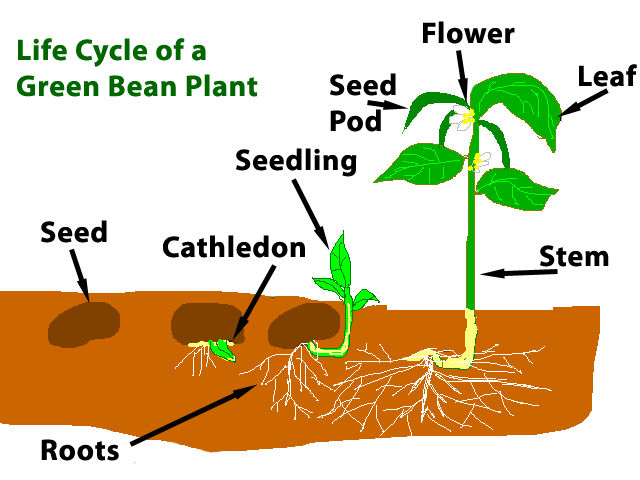 Life Cycle of a
Green Bean Plant
Flower
Leaf
Seed
Pod
Seedling
Seed
Cathledon
Stem
Roots